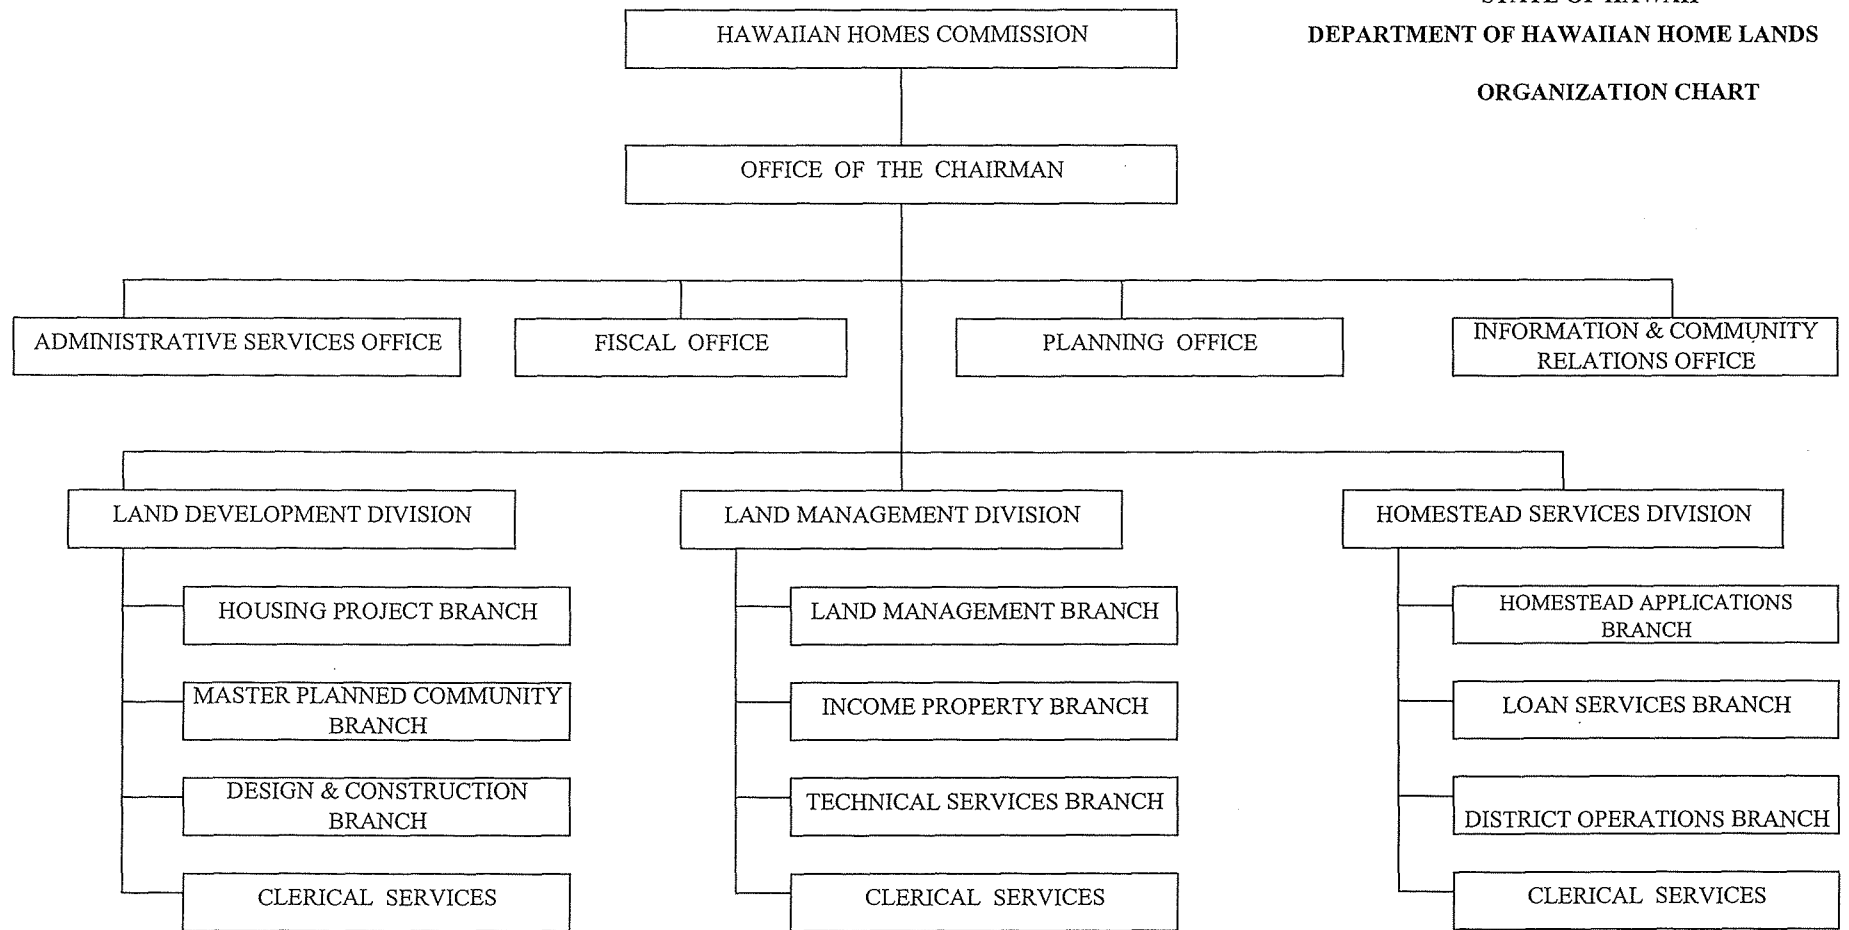 STATE OF HAWAII
DEPARTMENT OF HAWAIIAN HOME LANDS
ORGANIZATION CHART
HAWAIIAN HOMES COMMISSION
OFFICE OF THE CHAIRMAN
ADMINISTRATIVE SERVICES OFFICE
FISCAL OFFICE
PLANNING OFFICE
INFORMATION & COMMUNITY
RELATIONS OFFICE
LAND DEVELOPMENT DIVISION
HOUSING PROJECT BRANCH
MASTER PLANNED COMMUNITY
BRANCH
DESIGN & CONSTRUCTION
BRANCH
CLERICAL SERVICES
LAND MANAGEMENT DIVISION
LAND MANAGEMENT BRANCH
INCOME PROPERTY BRANCH
TECHNICAL SERVICES BRANCH
CLERICAL SERVICES
HOMESTEAD SERVICES DIVISION
HOMESTEAD APPLICATIONS
BRANCH
LOAN SERVICES BRANCH
DISTRICT OPERATIONS BRANCH
CLERICAL SERVICES